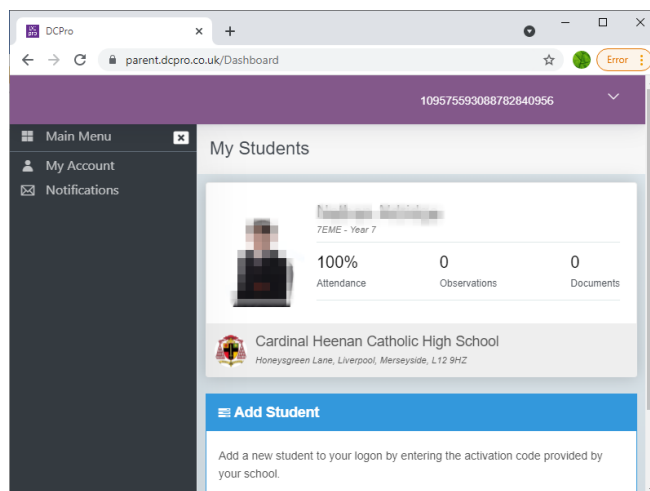 DCPro
parent.dcpro.co.uk/Dashboard
Error
109575593088782840956
Main Menu
My Account
Notifications
My Students
7EME - Year 7
100%
0
0
Attendance
Observations
Documents
Cardinal Heenan Catholic High School
Honeysgreen Lane, Liverpool, Merseyside, L12 9HZ
Add Student
Add a new student to your logon by entering the activation code provided by
your school.